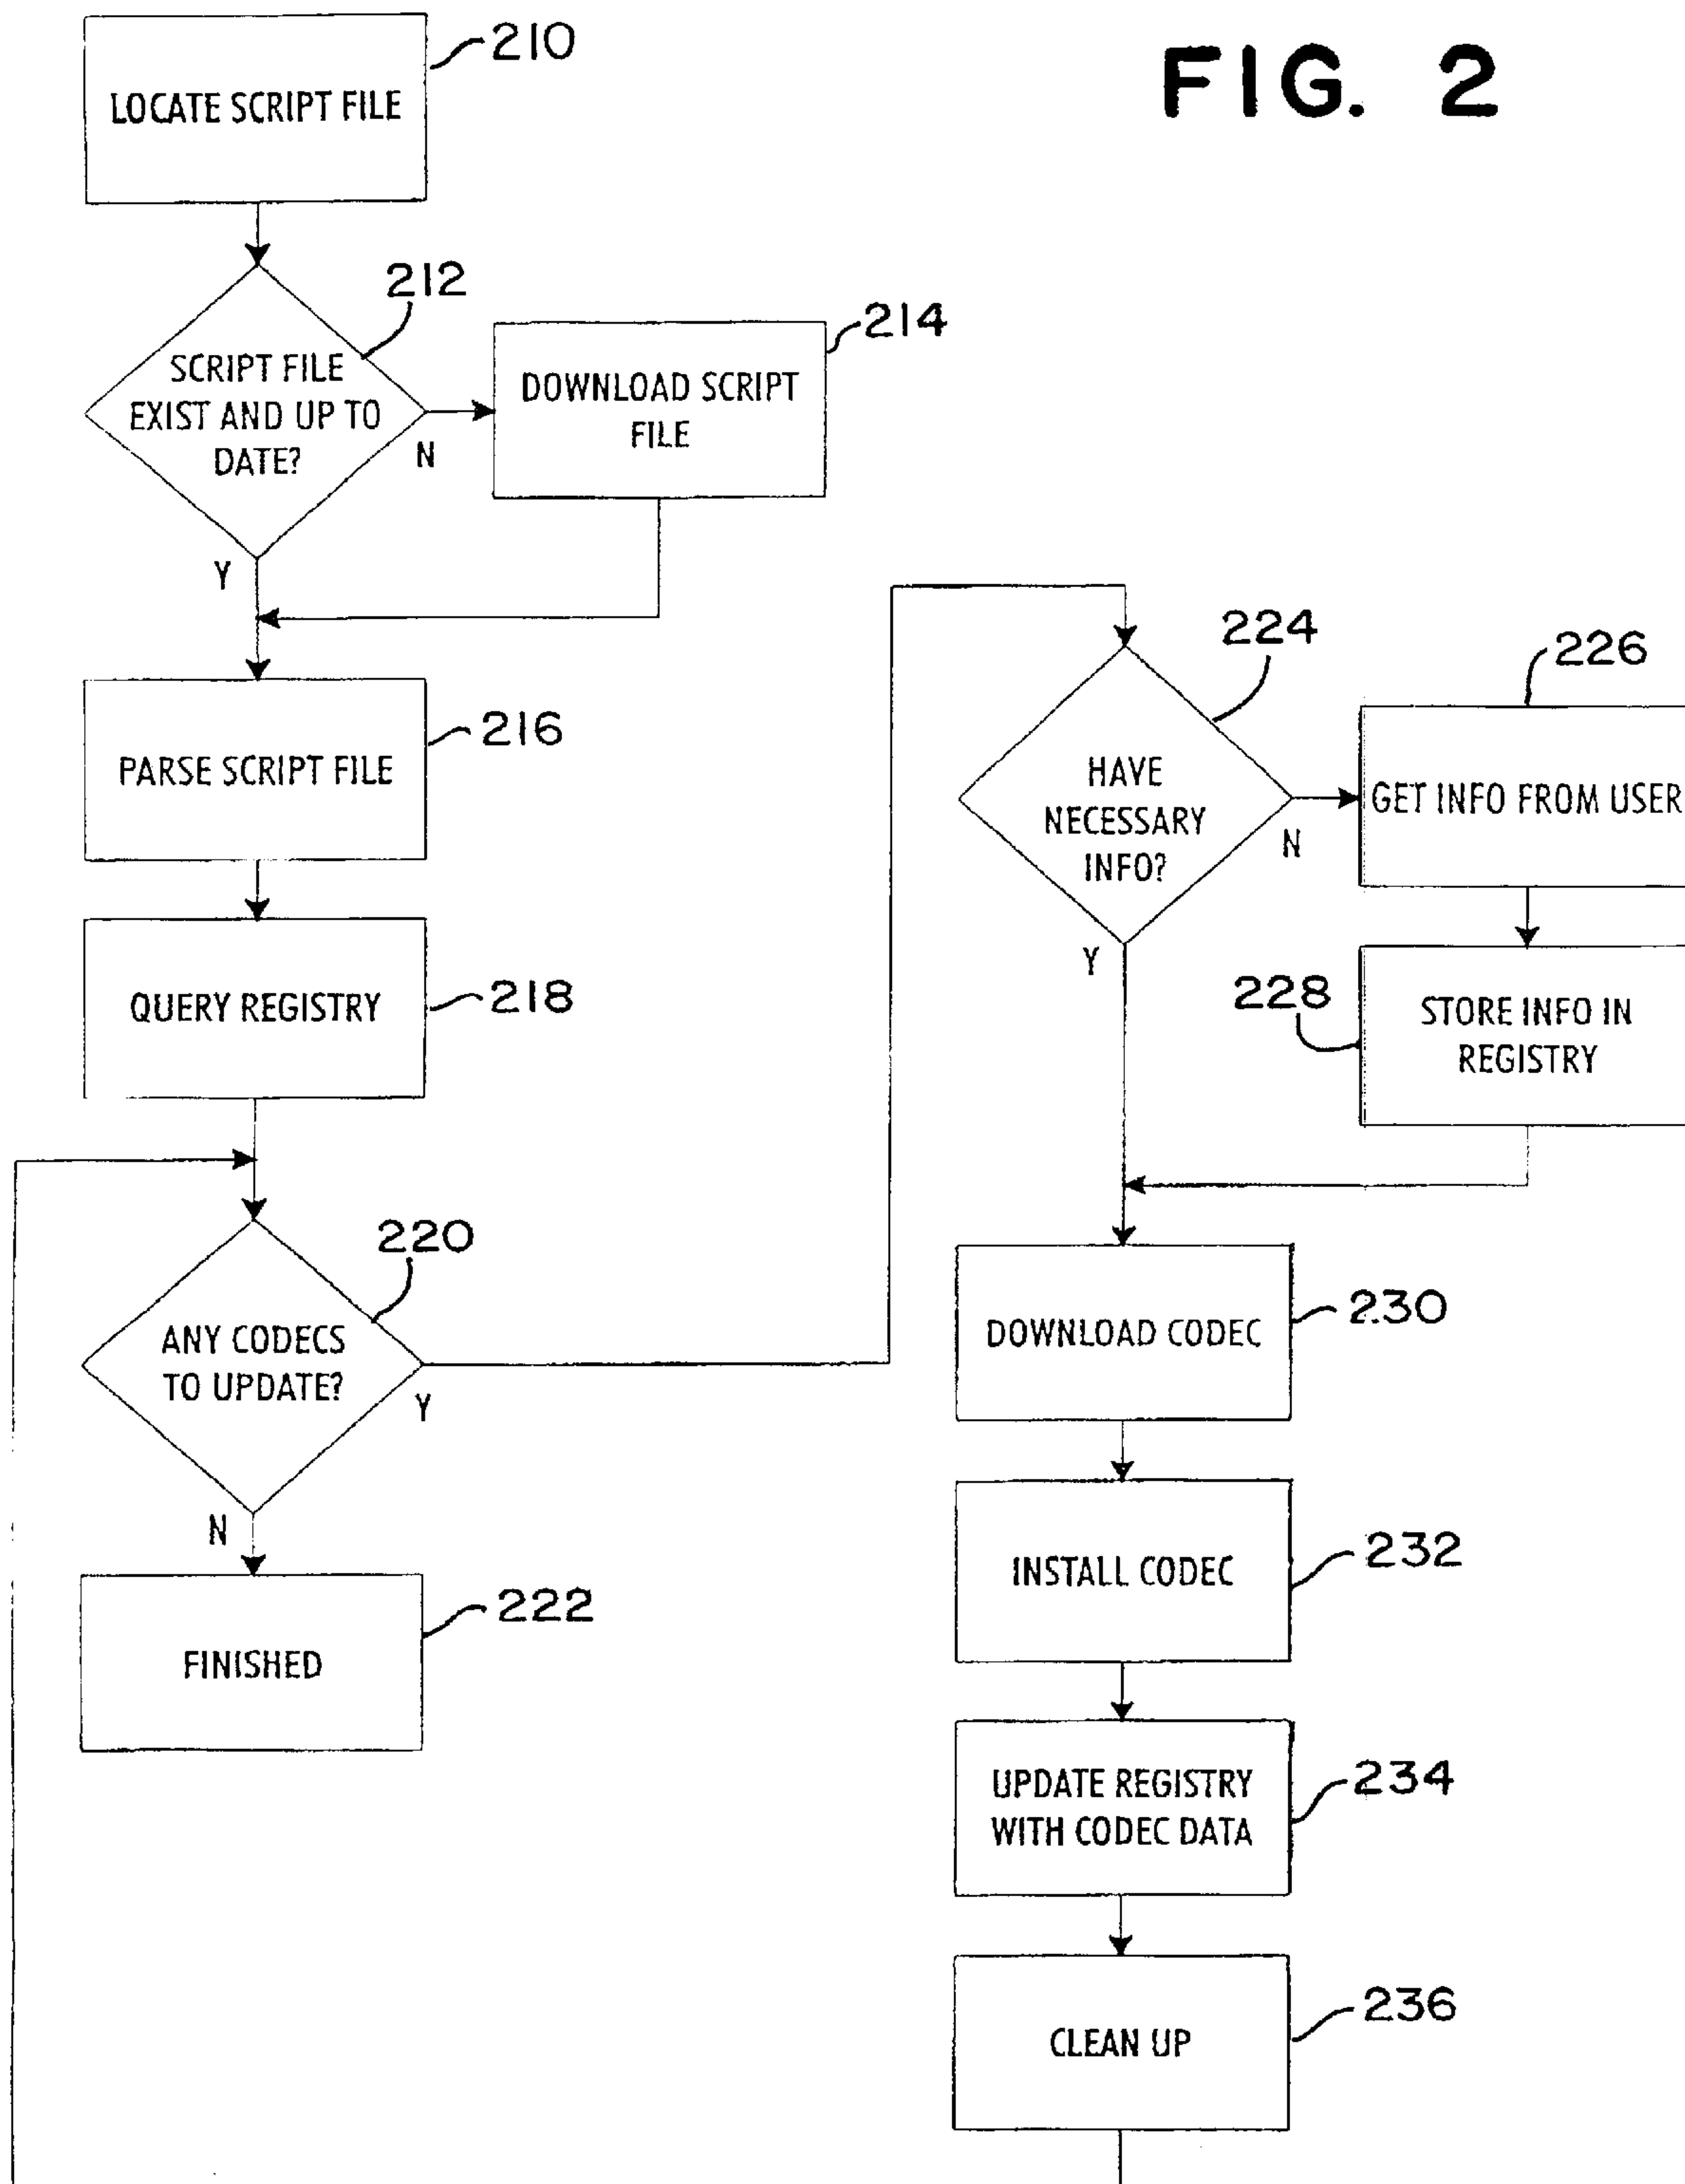 FIG. 2
210
LOCATE SCRIPT FILE
212
SCRIPT FILE
EXIST AND UP TO
DATE?
N
Y
214
DOWNLOAD SCRIPT
FILE
216
PARSE SCRIPT FILE
218
QUERY REGISTRY
220
ANY CODECS
TO UPDATE?
Y
N
222
FINISHED
224
HAVE
NECESSARY
INFO?
N
Y
226
GET INFO FROM USER
228
STORE INFO IN
REGISTRY
230
DOWNLOAD CODEC
232
INSTALL CODEC
234
UPDATE REGISTRY
WITH CODEC DATA
236
CLEAN UP